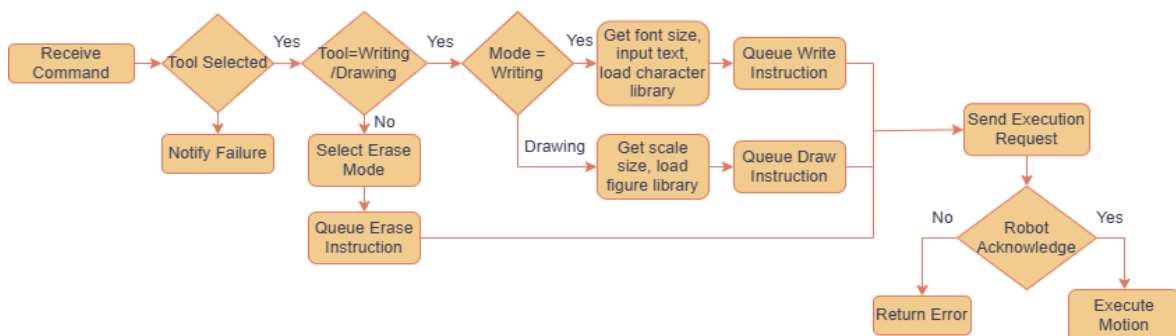 Receive
Command
Tool Selected
Yes
Tool=Writing
/Drawing
Yes
Mode =
Writing
Yes
Get font size,
input text,
load character
library
Queue Write
Instruction
Notify Failure
No
Select Erase
Mode
Queue Erase
Instruction
Drawing
Get scale
size, load
figure library
Queue Draw
Instruction
Send Execution
Request
Robot
Acknowledge
No
Yes
Return Error
Execute
Motion